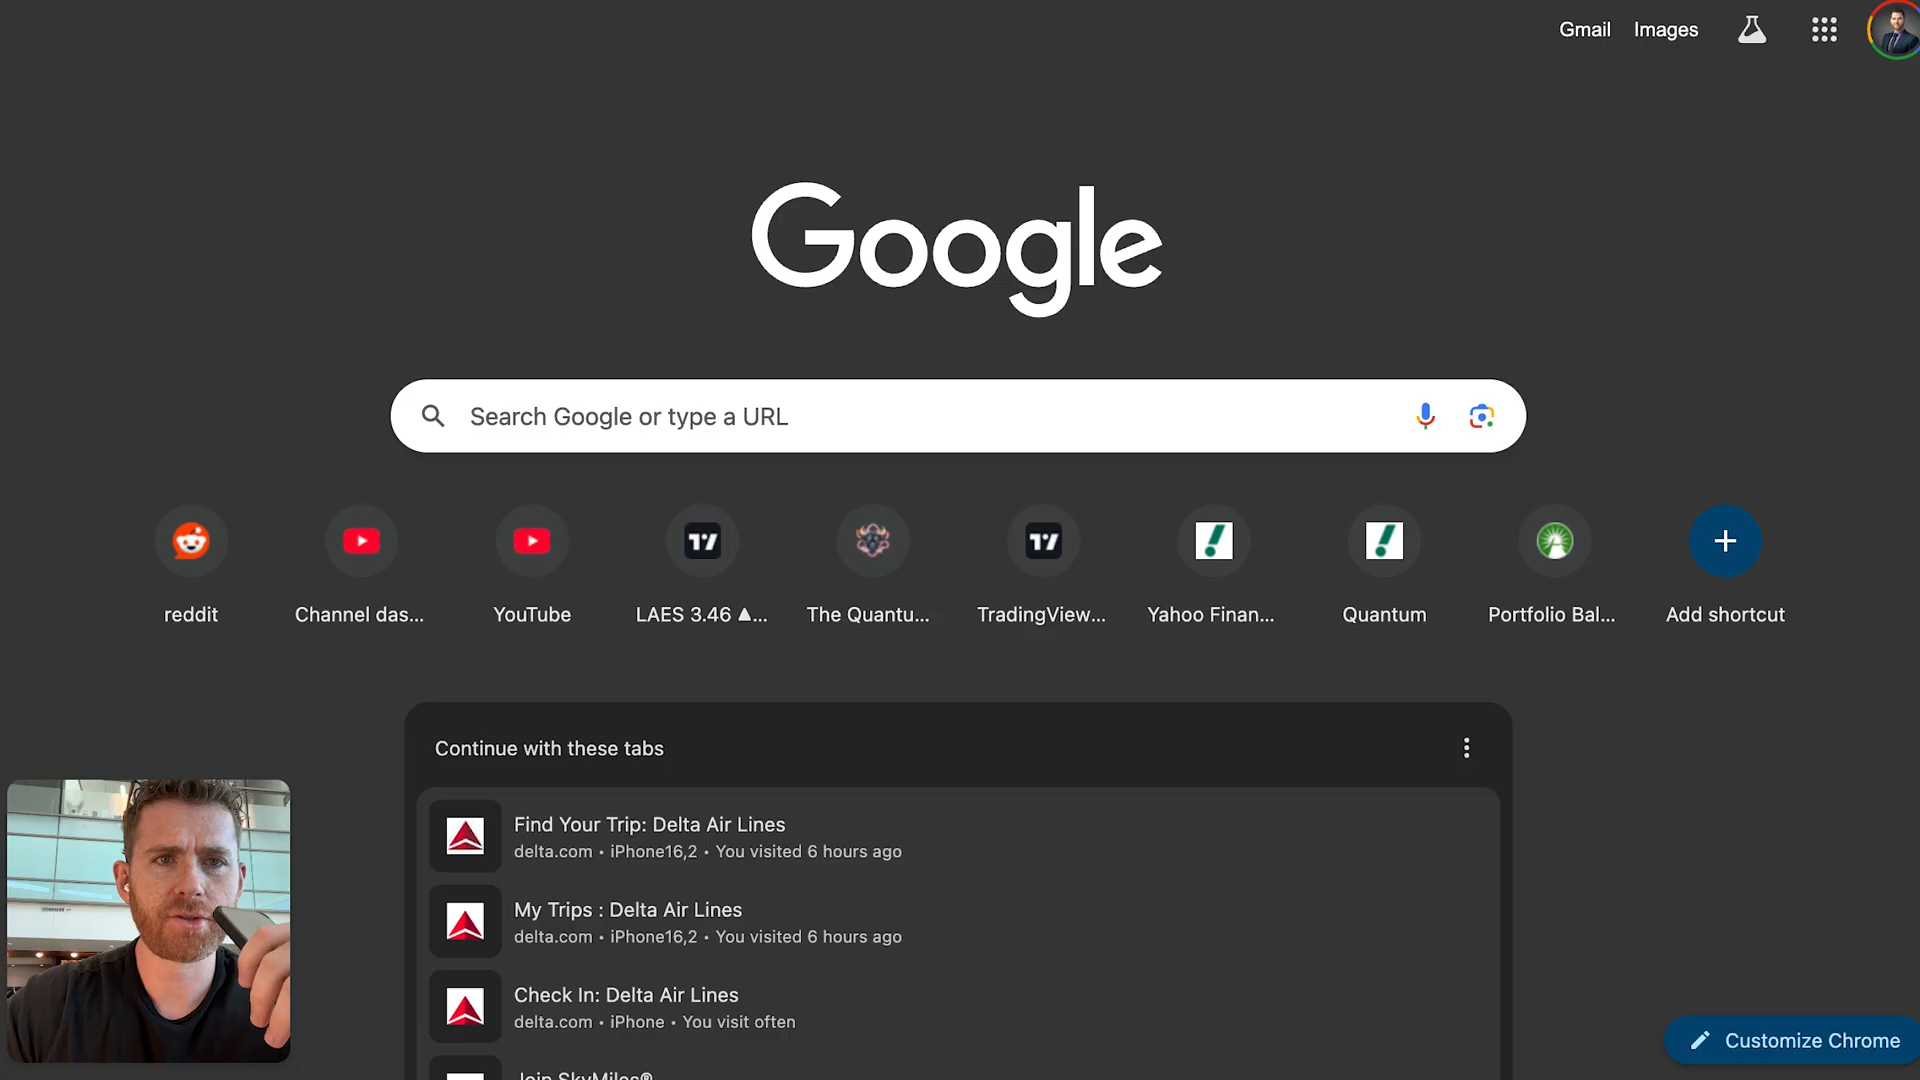 Gmail Images
Google
Search Google or type a URL
reddit
Channel das...
YouTube
LAES 3.46 ▲...
The Quantu...
TradingView...
Yahoo Finan...
Quantum
Portfolio Bal...
Add shortcut
Continue with these tabs
Find Your Trip: Delta Air Lines
delta.com • iPhone16,2 • You visited 6 hours ago
My Trips : Delta Air Lines
delta.com • iPhone16,2 • You visited 6 hours ago
Check In: Delta Air Lines
delta.com • iPhone • You visit often
Join SkyMiles®
Customize Chrome